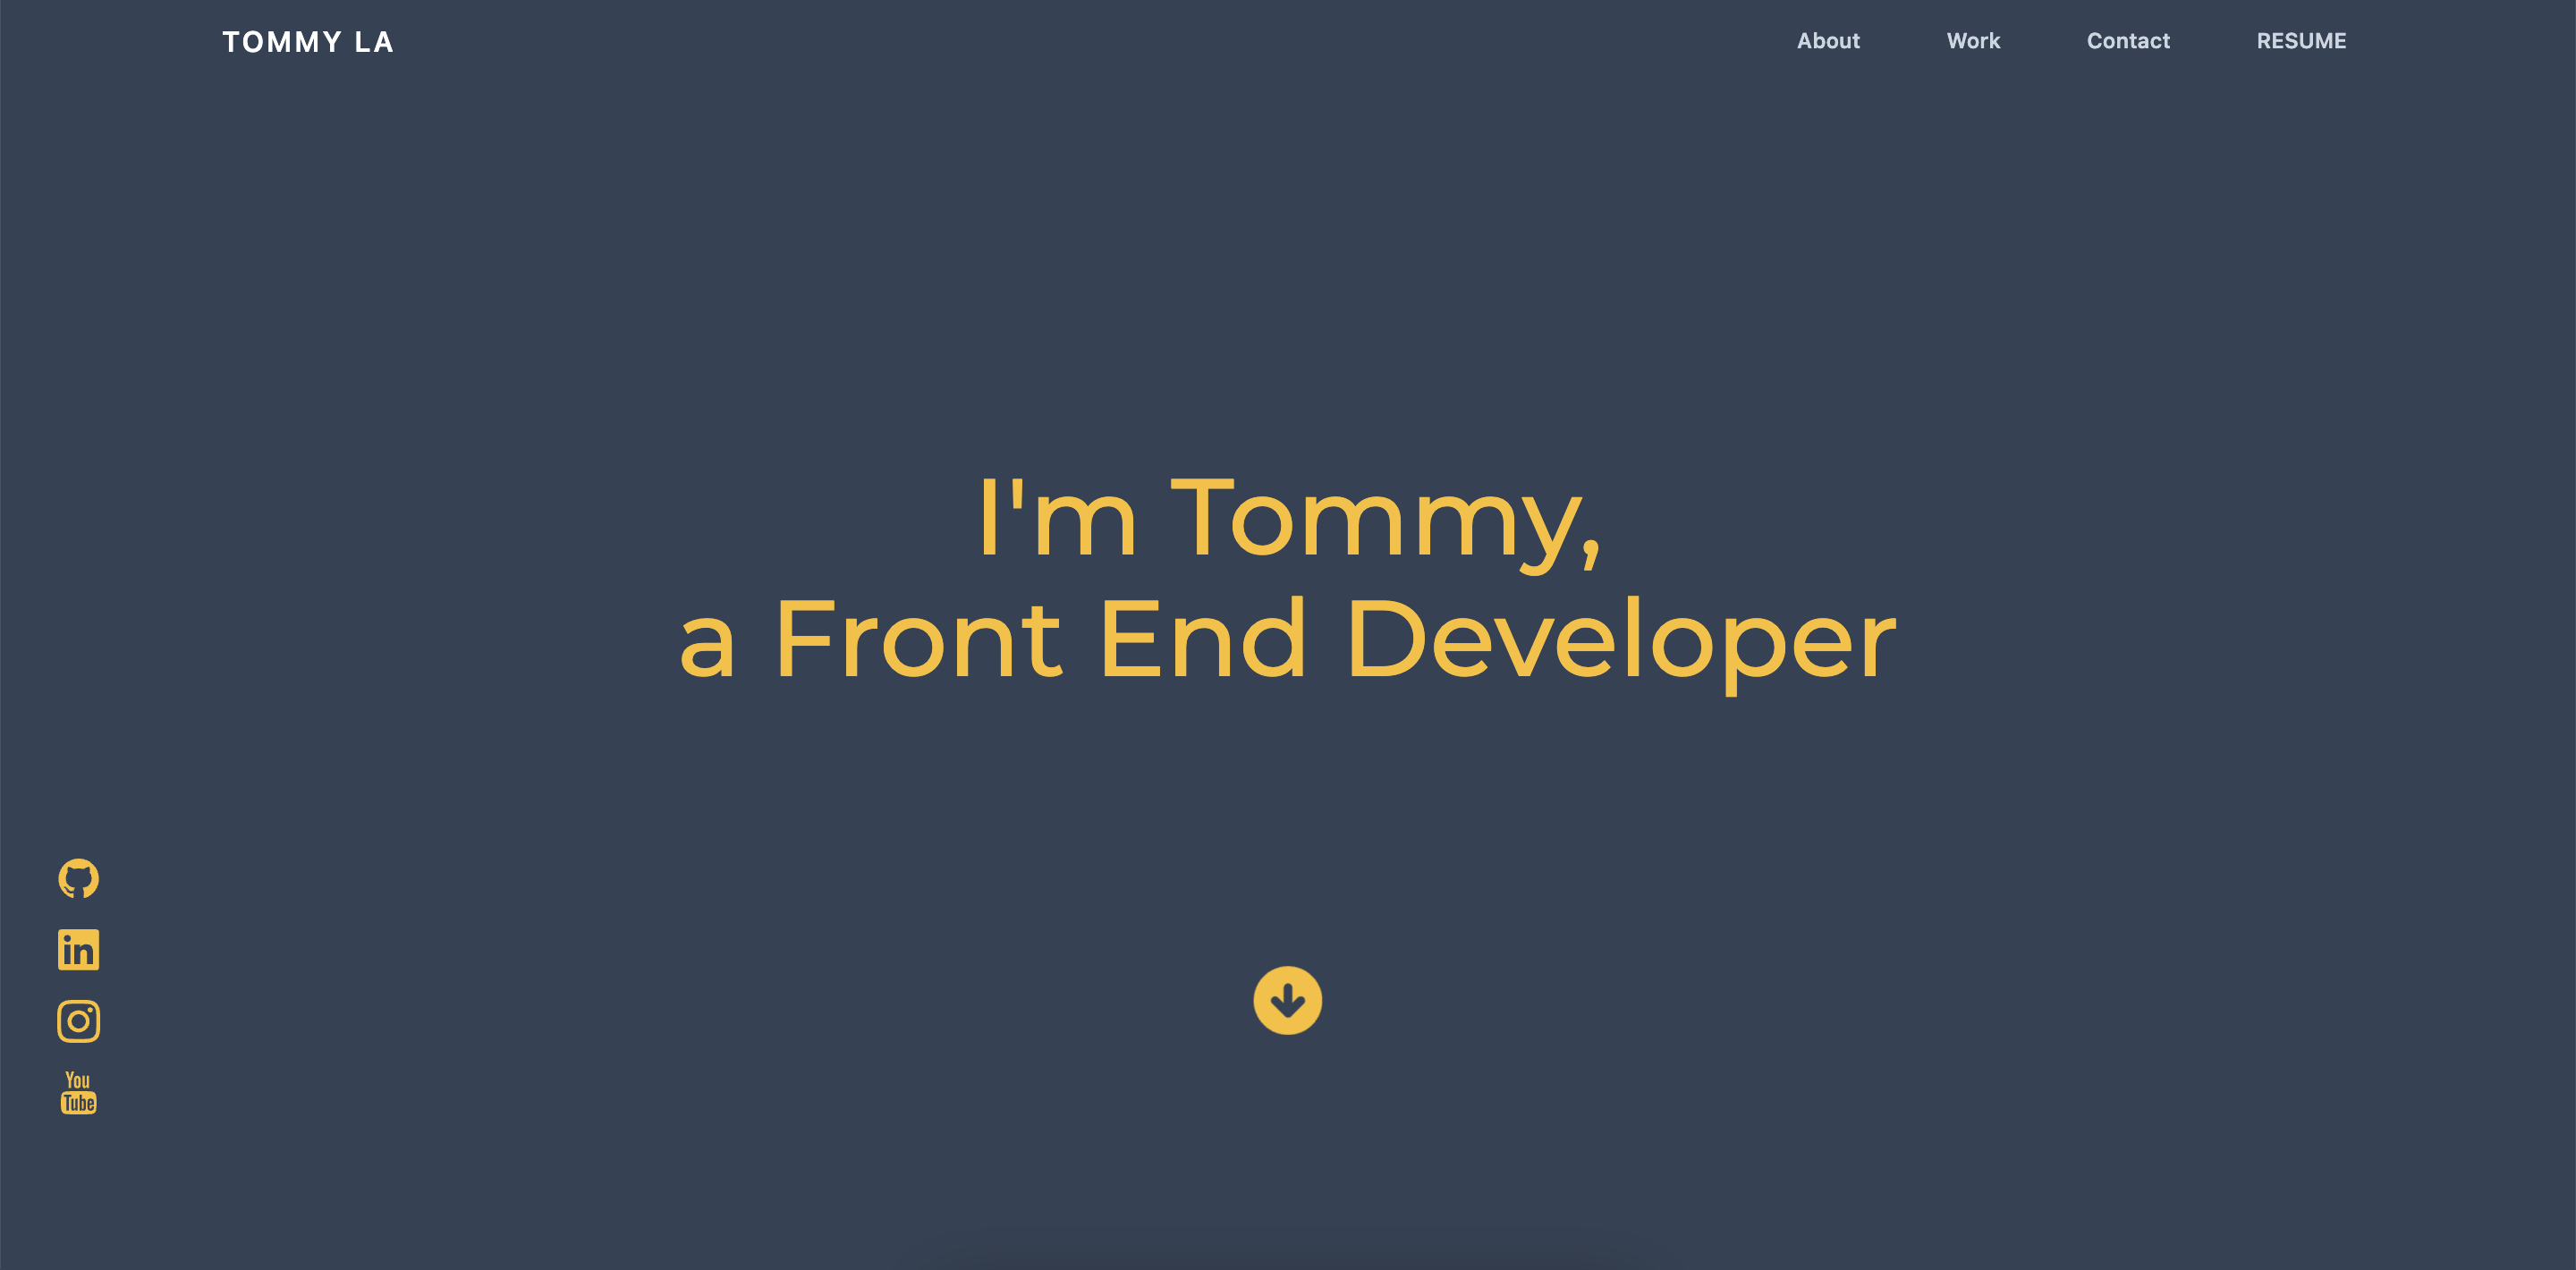 TOMMY LA
About
Work
Contact
RESUME
I'm Tommy,
a Front End Developer
in
You
Tube